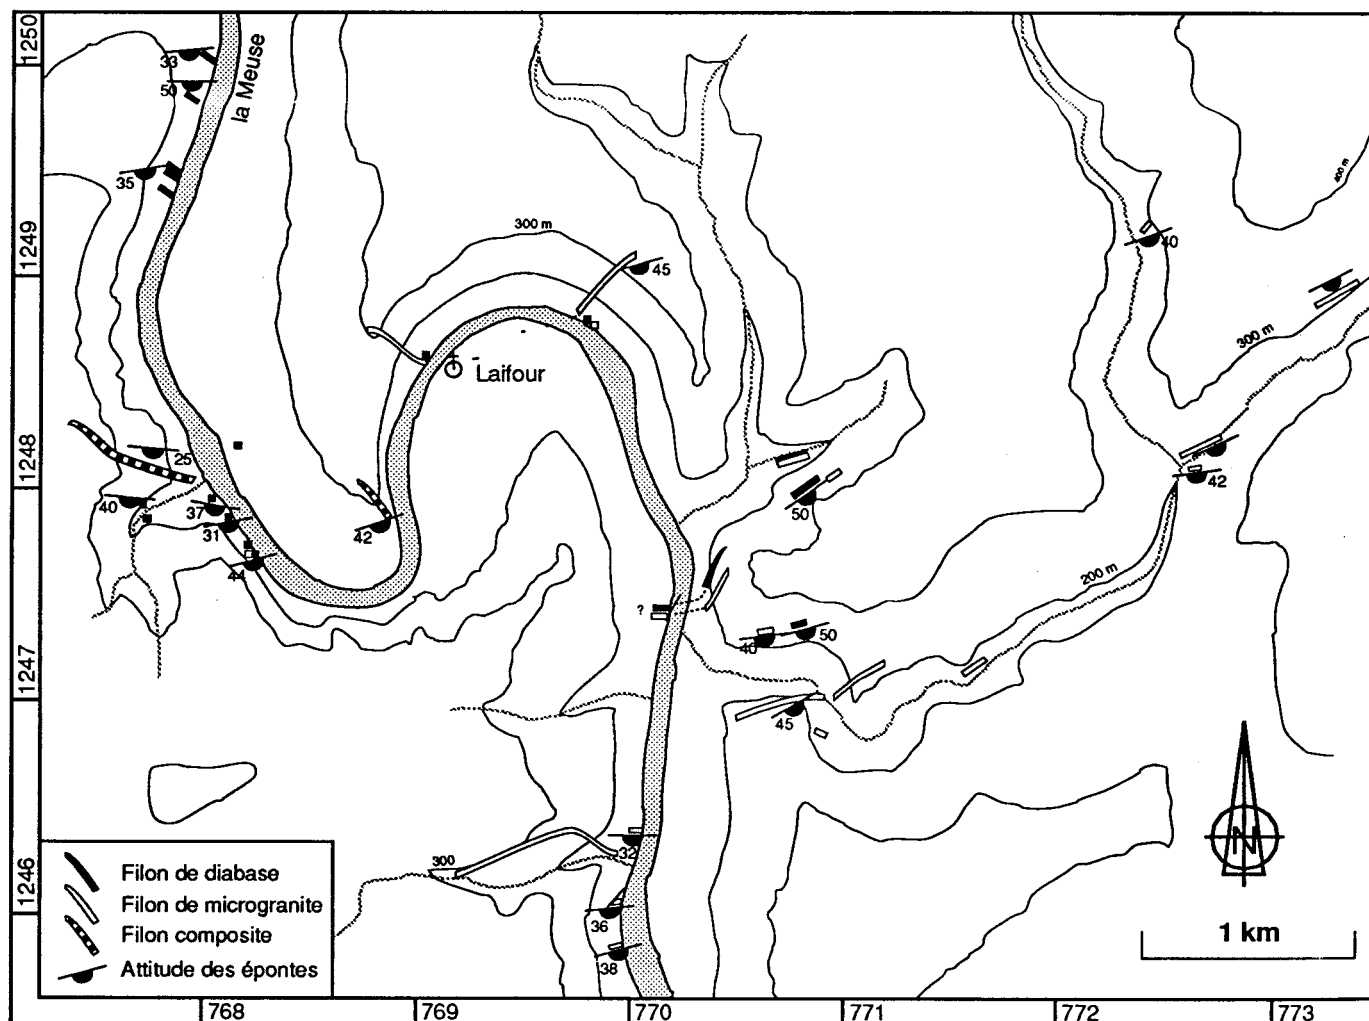 1250
33
50
la Meuse
35
400 m
1249
300 m
45
40
300 m
Laifour
1248
25
40
37
31
44
42
50
42
200 m
?
40
50
1247
45
1246
300
32
36
38
Filon de diabase
Filon de microgranite
Filon composite
Attitude des épontes
N
1 km
768
769
770
771
772
773